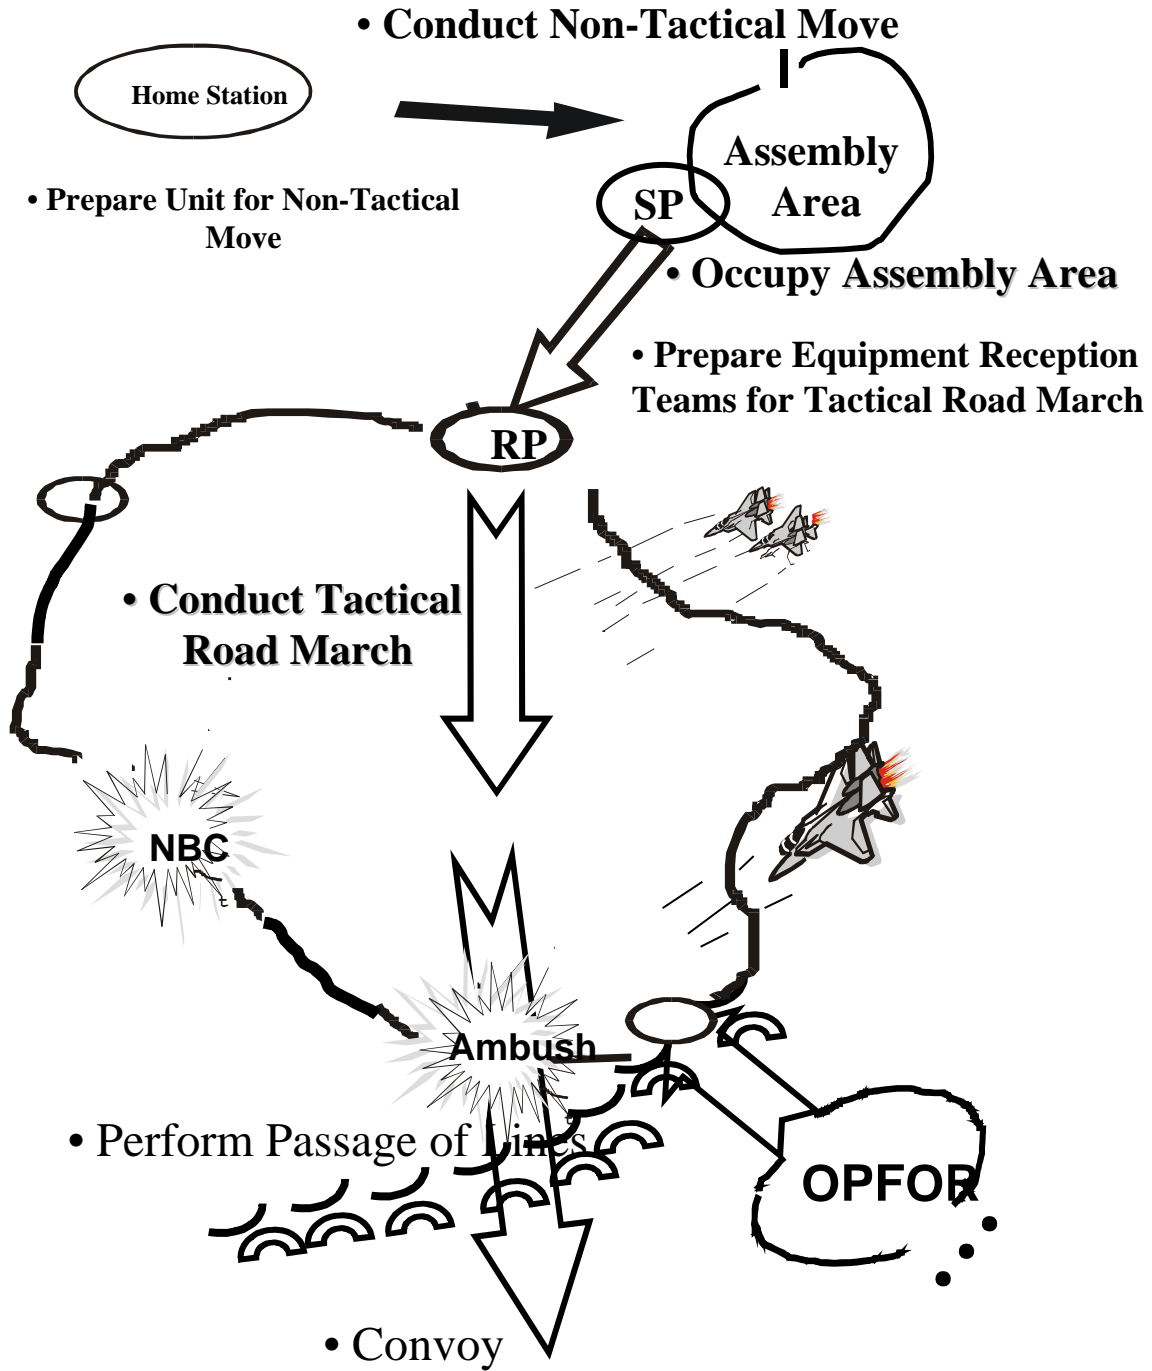 • Conduct Non-Tactical Move
Home Station
Assembly
Area
SP
• Prepare Unit for Non-Tactical
Move
• Occupy Assembly Area
• Prepare Equipment Reception
Teams for Tactical Road March
RP
• Conduct Tactical
Road March
NBC
Ambush
• Perform Passage of Lines
OPFOR
• Convoy